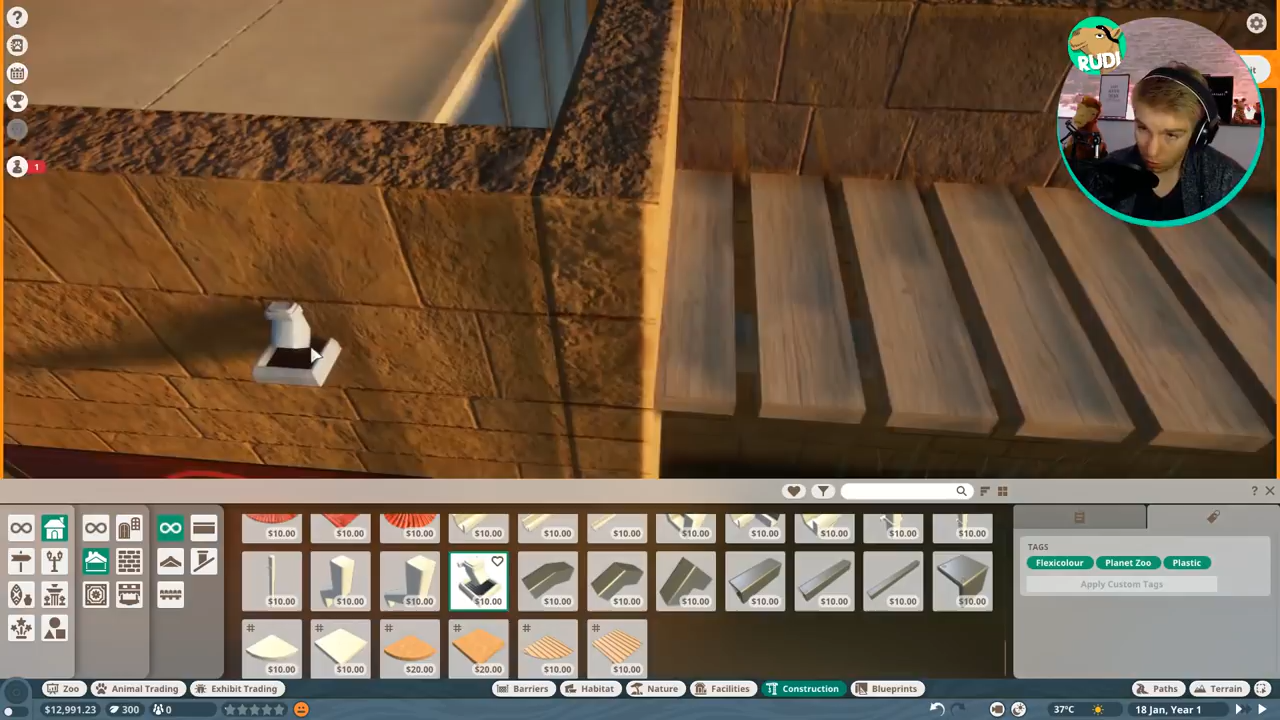 ?
RUDI
it
1
? ×
$10.00 $10.00 $10.00 $10.00 $10.00 $10.00 $10.00 $10.00 $10.00 $10.00 $10.00
$10.00 $10.00 $10.00 $10.00 $10.00 $10.00 $10.00 $10.00 $10.00 $10.00 $10.00
# # # # # #
$10.00 $10.00 $20.00 $20.00 $10.00 $10.00
TAGS
Flexicolour Planet Zoo Plastic
Apply Custom Tags
Zoo Animal Trading Exhibit Trading Barriers Habitat Nature Facilities Construction Blueprints Paths Terrain
$12,991.23 300 0 37°C 18 Jan, Year 1